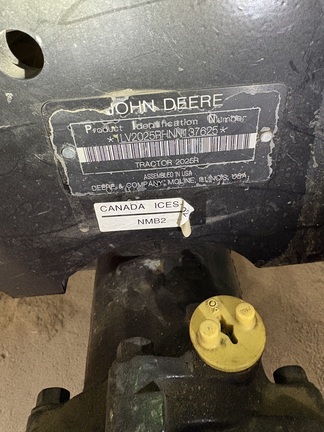 JOHN DEERE
Product Identification Number
*1LV2025RHNN137625*
TRACTOR 2025R
ASSEMBLED IN USA
DEERE & COMPANY, MOLINE, ILLINOIS, USA
CANADA ICES-2
NMB2